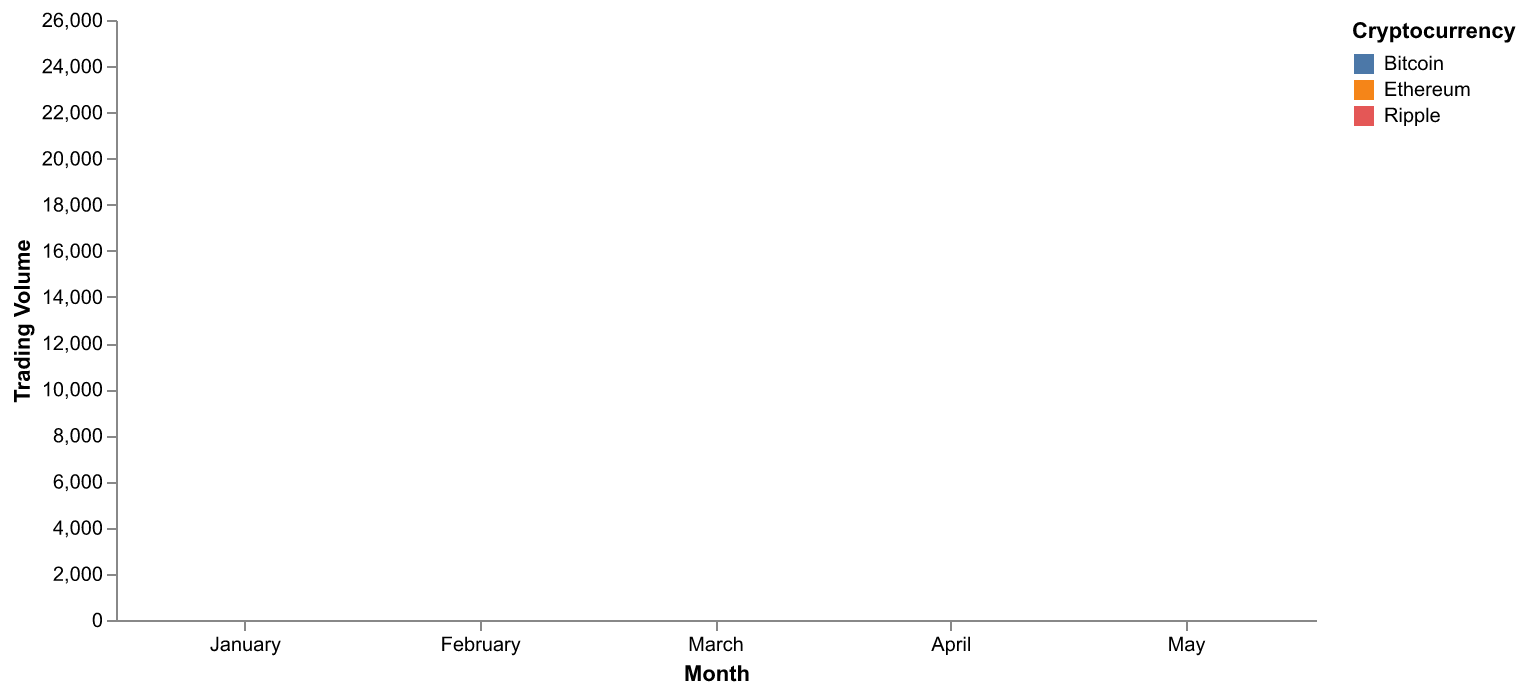 Trading Volume
26,000
24,000
22,000
20,000
18,000
16,000
14,000
12,000
10,000
8,000
6,000
4,000
2,000
0
January February March April May
Month
Cryptocurrency
Bitcoin
Ethereum
Ripple